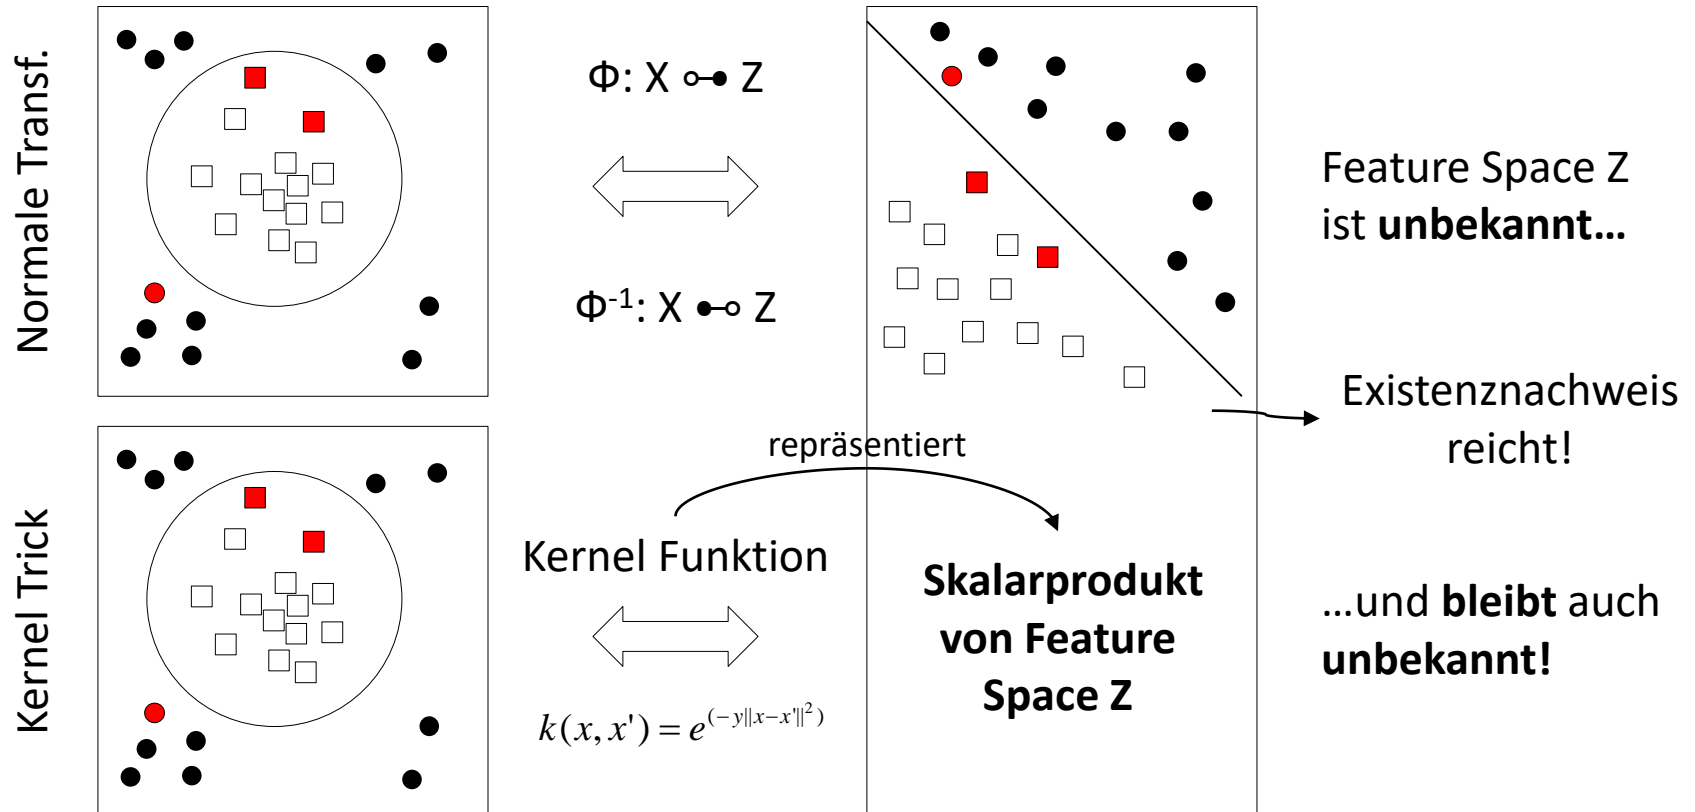 Normale Transf.
Φ: X ⊶ Z
Φ⁻¹: X ⊷ Z
Feature Space Z
ist unbekannt…
Existenznachweis
reicht!
Kernel Trick
repräsentiert
Kernel Funktion
k(x, x') = e^(−y||x−x'||²)
Skalarprodukt
von Feature
Space Z
…und bleibt auch
unbekannt!